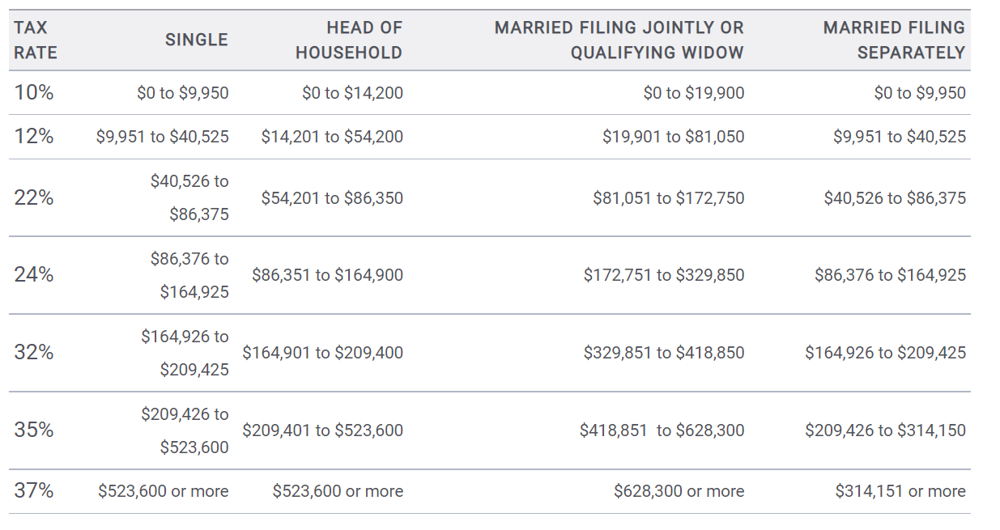 TAX RATE SINGLE HEAD OF HOUSEHOLD MARRIED FILING JOINTLY OR QUALIFYING WIDOW MARRIED FILING SEPARATELY
10% $0 to $9,950 $0 to $14,200 $0 to $19,900 $0 to $9,950
12% $9,951 to $40,525 $14,201 to $54,200 $19,901 to $81,050 $9,951 to $40,525
22% $40,526 to $86,375 $54,201 to $86,350 $81,051 to $172,750 $40,526 to $86,375
24% $86,376 to $164,925 $86,351 to $164,900 $172,751 to $329,850 $86,376 to $164,925
32% $164,926 to $209,425 $164,901 to $209,400 $329,851 to $418,850 $164,926 to $209,425
35% $209,426 to $523,600 $209,401 to $523,600 $418,851 to $628,300 $209,426 to $314,150
37% $523,600 or more $523,600 or more $628,300 or more $314,151 or more